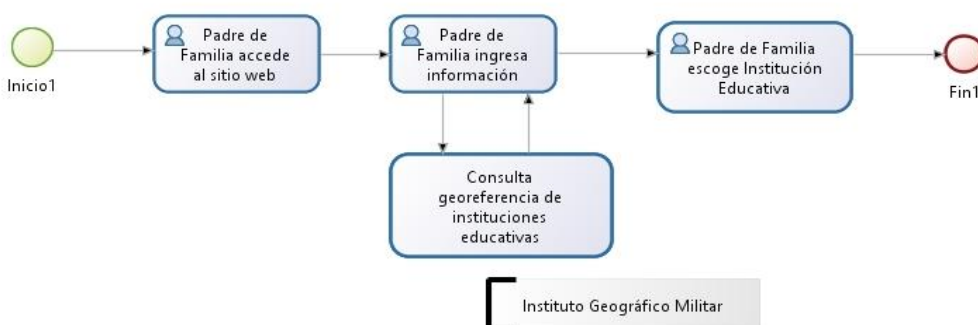 Inicio1
Padre de
Familia accede
al sitio web
Padre de
Familia ingresa
información
Padre de Familia
escoge Institución
Educativa
Fin1
Consulta
georeferencia de
instituciones
educativas
Instituto Geográfico Militar